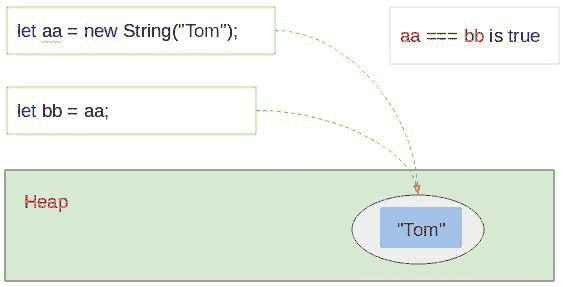 let aa = new String("Tom");
aa === bb is true
let bb = aa;
Heap
"Tom"